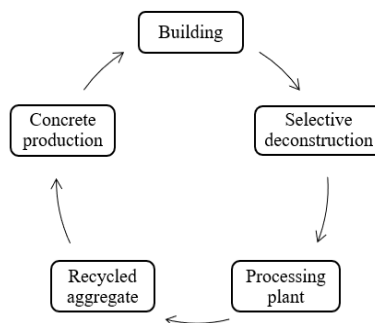 Building
Selective
deconstruction
Processing
plant
Recycled
aggregate
Concrete
production